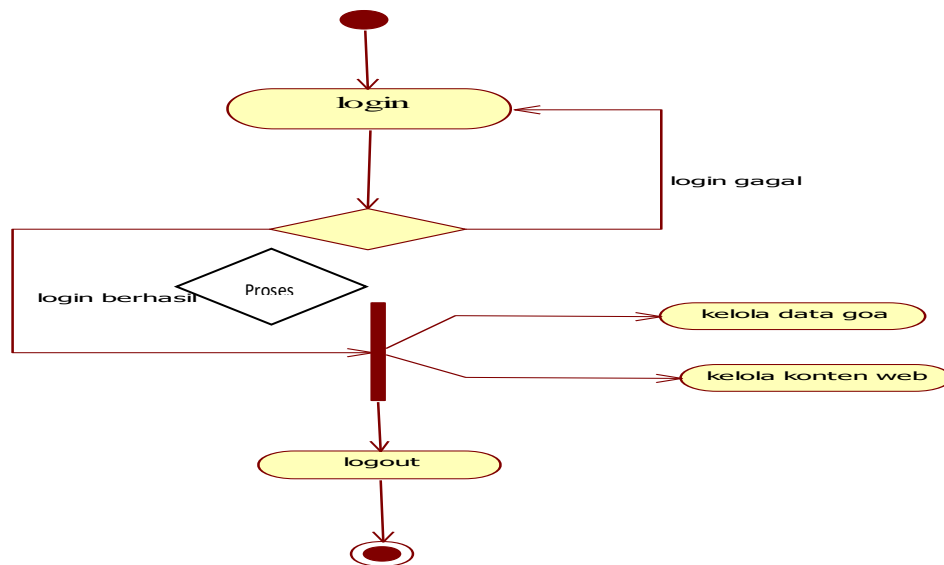 login
login gagal
login berhasil
Proses
kelola data goa
kelola konten web
logout